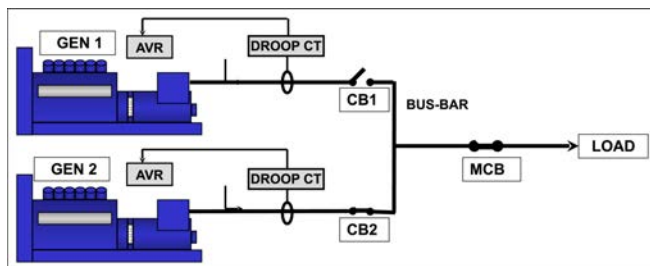 GEN 1
AVR
DROOP CT
CB1
BUS-BAR
GEN 2
AVR
DROOP CT
CB2
MCB
LOAD